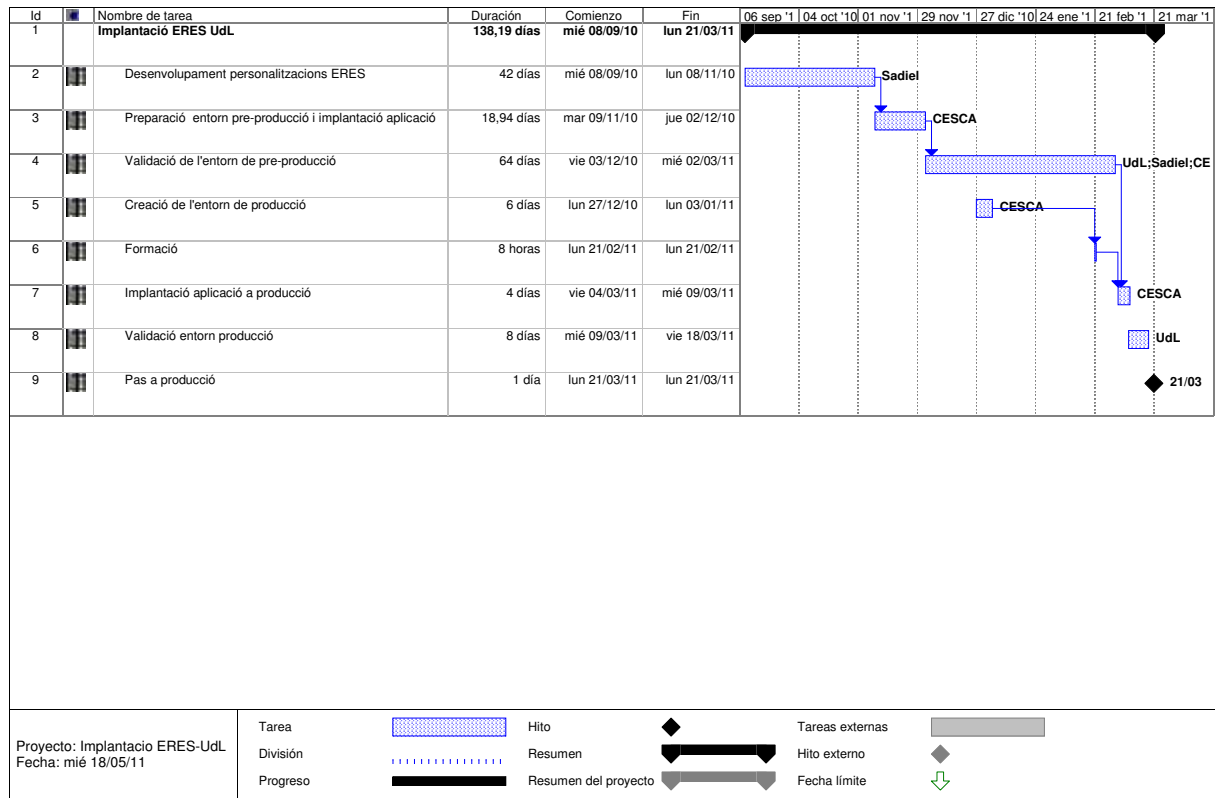 Id Nombre de tarea Duración Comienzo Fin 06 sep '1 04 oct '10 01 nov '1 29 nov '1 27 dic '10 24 ene '1 21 feb '1 21 mar '1
1 Implantació ERES UdL 138,19 días mié 08/09/10 lun 21/03/11
2 Desenvolupament personalitzacions ERES 42 días mié 08/09/10 lun 08/11/10 Sadiel
3 Preparació entorn pre-producció i implantació aplicació 18,94 días mar 09/11/10 jue 02/12/10 CESCA
4 Validació de l'entorn de pre-producció 64 días vie 03/12/10 mié 02/03/11 UdL;Sadiel;CE
5 Creació de l'entorn de producció 6 días lun 27/12/10 lun 03/01/11 CESCA
6 Formació 8 horas lun 21/02/11 lun 21/02/11
7 Implantació aplicació a producció 4 días vie 04/03/11 mié 09/03/11 CESCA
8 Validació entorn producció 8 días mié 09/03/11 vie 18/03/11 UdL
9 Pas a producció 1 día lun 21/03/11 lun 21/03/11 21/03
Proyecto: Implantacio ERES-UdL
Fecha: mié 18/05/11
Tarea Hito Tareas externas
División Resumen Hito externo
Progreso Resumen del proyecto Fecha límite